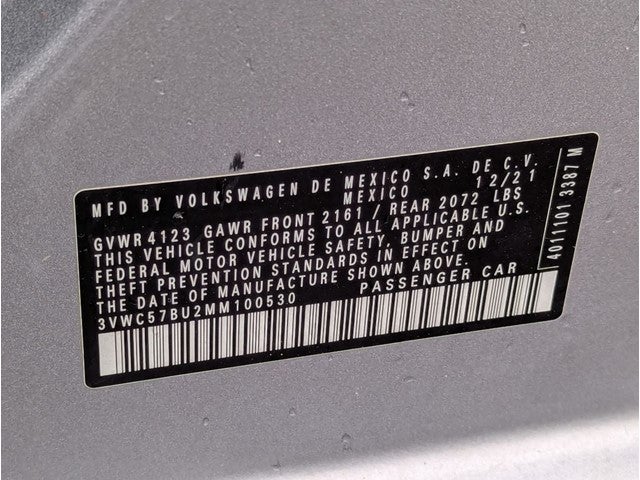 MFD BY VOLKSWAGEN DE MEXICO S.A. DE C.V.
MEXICO 12/21
GVWR 4123 GAWR FRONT 2161 / REAR 2072 LBS
THIS VEHICLE CONFORMS TO ALL APPLICABLE U.S.
FEDERAL MOTOR VEHICLE SAFETY, BUMPER AND
THEFT PREVENTION STANDARDS IN EFFECT ON
THE DATE OF MANUFACTURE SHOWN ABOVE.
3VWC57BU2MM100530 PASSENGER CAR
4011101 3387 M